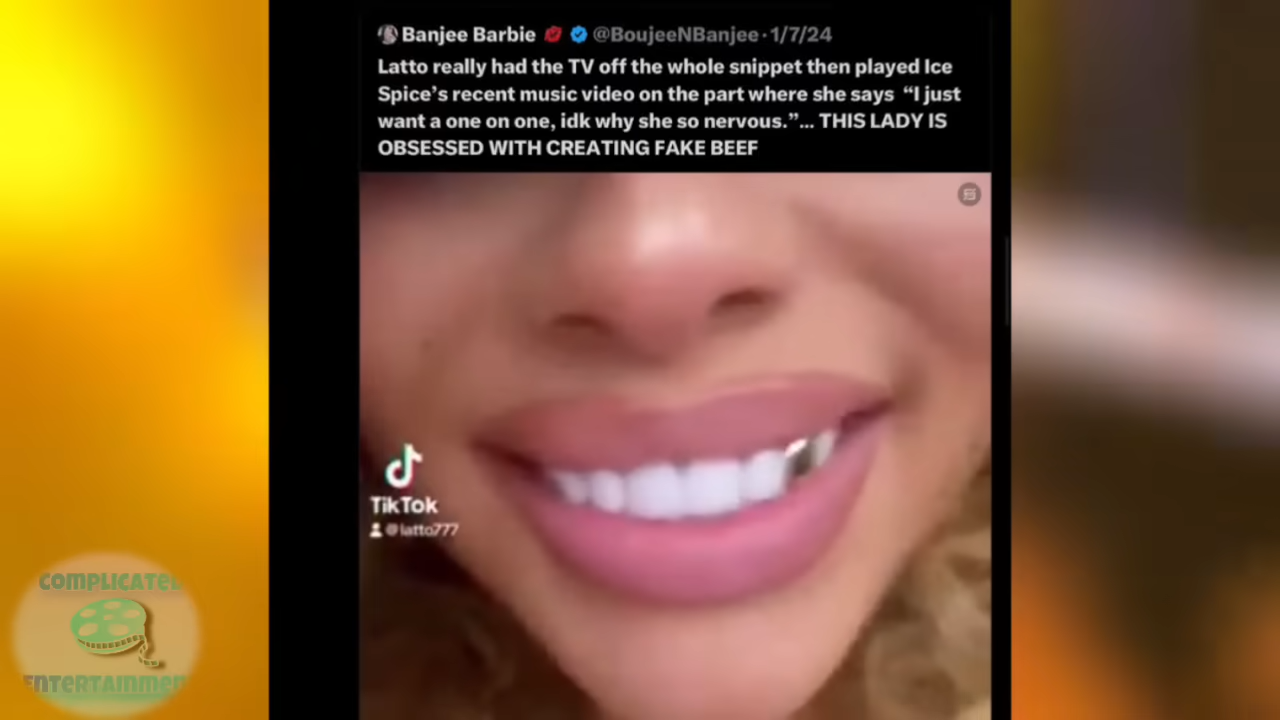 Banjee Barbie @BoujeeNBanjee · 1/7/24
Latto really had the TV off the whole snippet then played Ice
Spice's recent music video on the part where she says “I just
want a one on one, idk why she so nervous.”... THIS LADY IS
OBSESSED WITH CREATING FAKE BEEF
TikTok
@latto777
COMPLICATED
ENTERTAINMEN